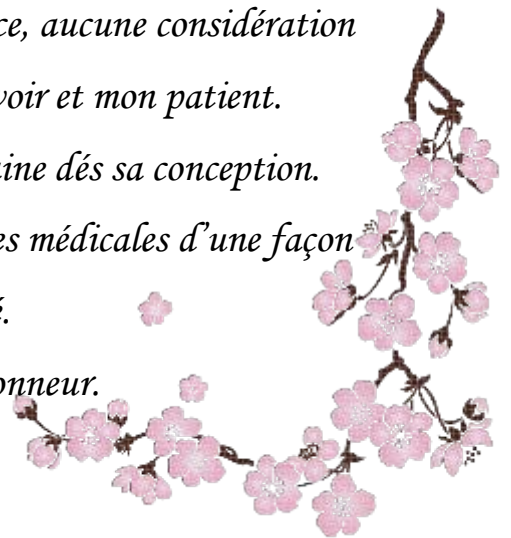 ce, aucune considération
voir et mon patient.
aine dés sa conception.
es médicales d'une façon
é.
onneur.